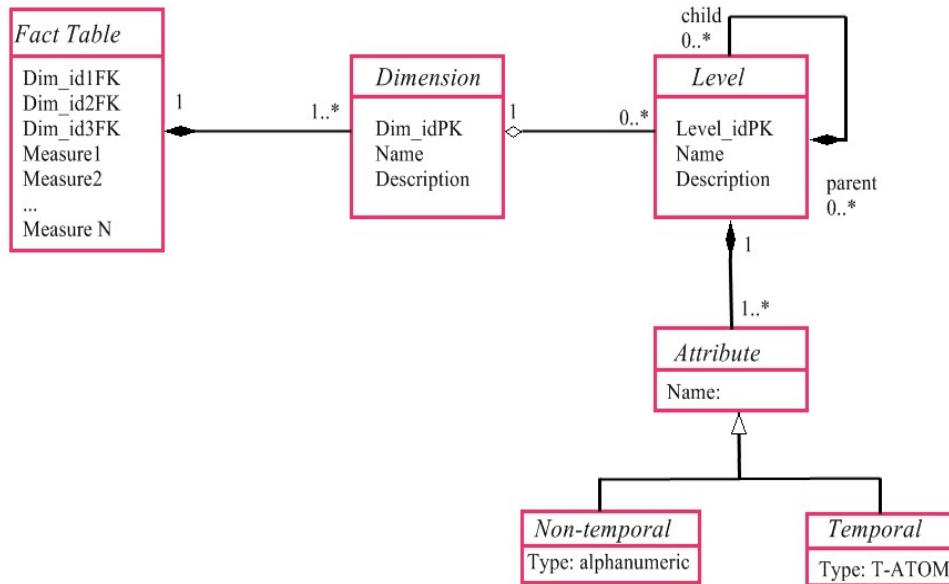 Fact Table
Dim_id1FK
Dim_id2FK
Dim_id3FK
Measure1
Measure2
...
Measure N
1
1..*
Dimension
Dim_idPK
Name
Description
1
0..*
child
0..*
Level
Level_idPK
Name
Description
parent
0..*
1
1..*
Attribute
Name:
Non-temporal
Type: alphanumeric
Temporal
Type: T-ATOM